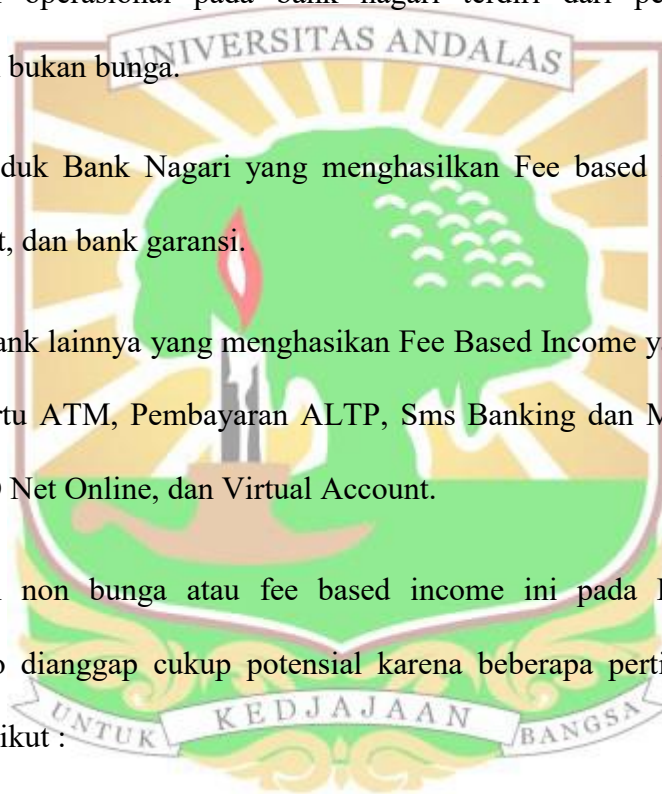 operasional pada bank nagari terdiri dari
UNIVERSITAS ANDALAS
bukan bunga.
duk Bank Nagari yang menghasilkan Fee based
t, dan bank garansi.
ank lainnya yang menghasikan Fee Based Income
rtu ATM, Pembayaran ALTP, Sms Banking dan
Net Online, dan Virtual Account.
non bunga atau fee based income ini pada
dianggap cukup potensial karena beberapa perti
UNTUK KEDJAJAAN BANGSA
ikut :